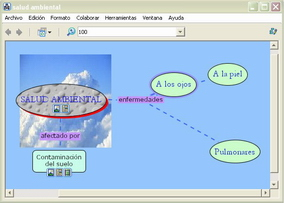 salud ambiental
Archivo Edición Formato Colaborar Herramientas Ventana Ayuda
100
A la piel
A los ojos
SALUD AMBIENTAL
enfermedades
afectado por
Pulmonares
Contaminación
del suelo